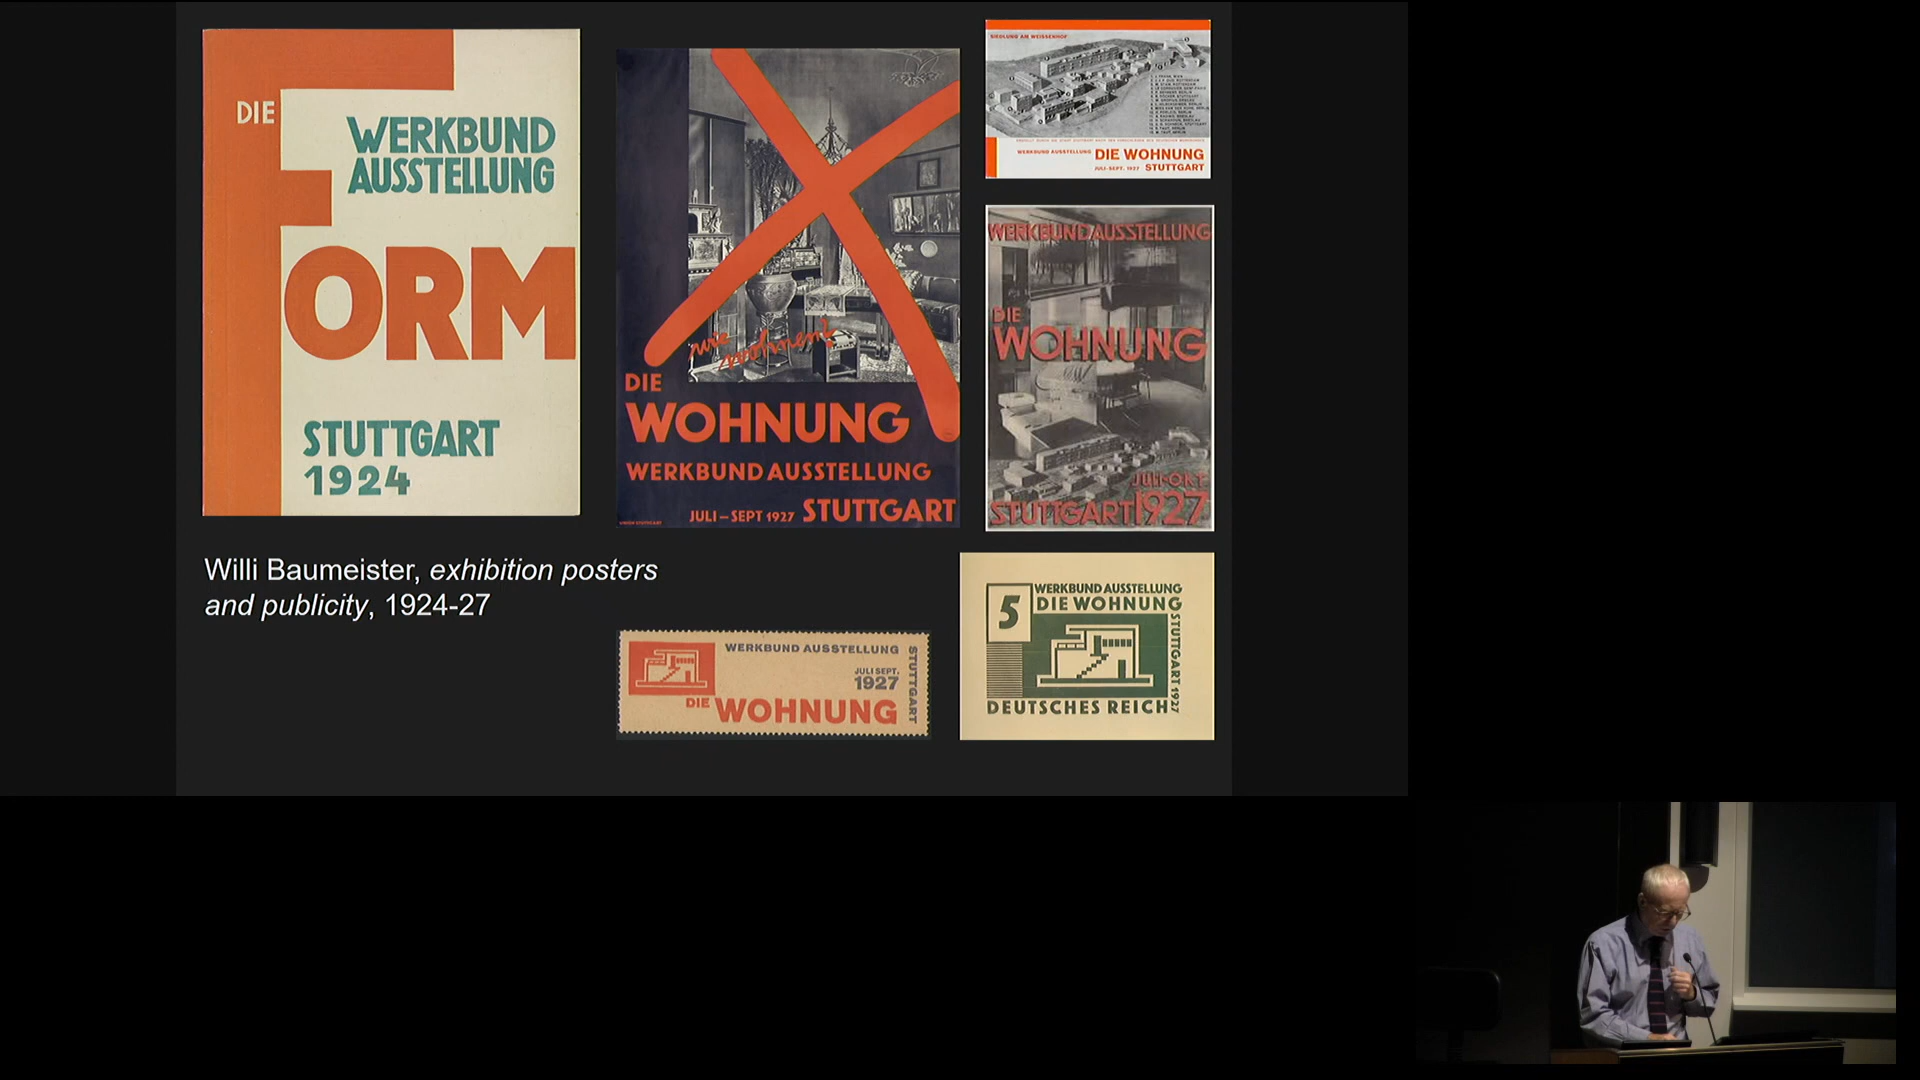 DIE
WERKBUND
AUSSTELLUNG
FORM
STUTTGART
1924
wie
wohnen?
DIE
WOHNUNG
WERKBUND AUSSTELLUNG
JULI – SEPT 1927 STUTTGART
SIEDLUNG AM WEISSENHOF
WERKBUND AUSSTELLUNG DIE WOHNUNG
JULI-SEPT. 1927 STUTTGART
WERKBUNDAUSSTELLUNG
DIE
WOHNUNG
JULI-OKT
STUTTGART 1927
Willi Baumeister, exhibition posters
and publicity, 1924-27
WERKBUND AUSSTELLUNG
JULI SEPT.
1927
DIE WOHNUNG
STUTTGART
5
WERKBUND AUSSTELLUNG
DIE WOHNUNG
STUTTGART 1927
DEUTSCHES REICH